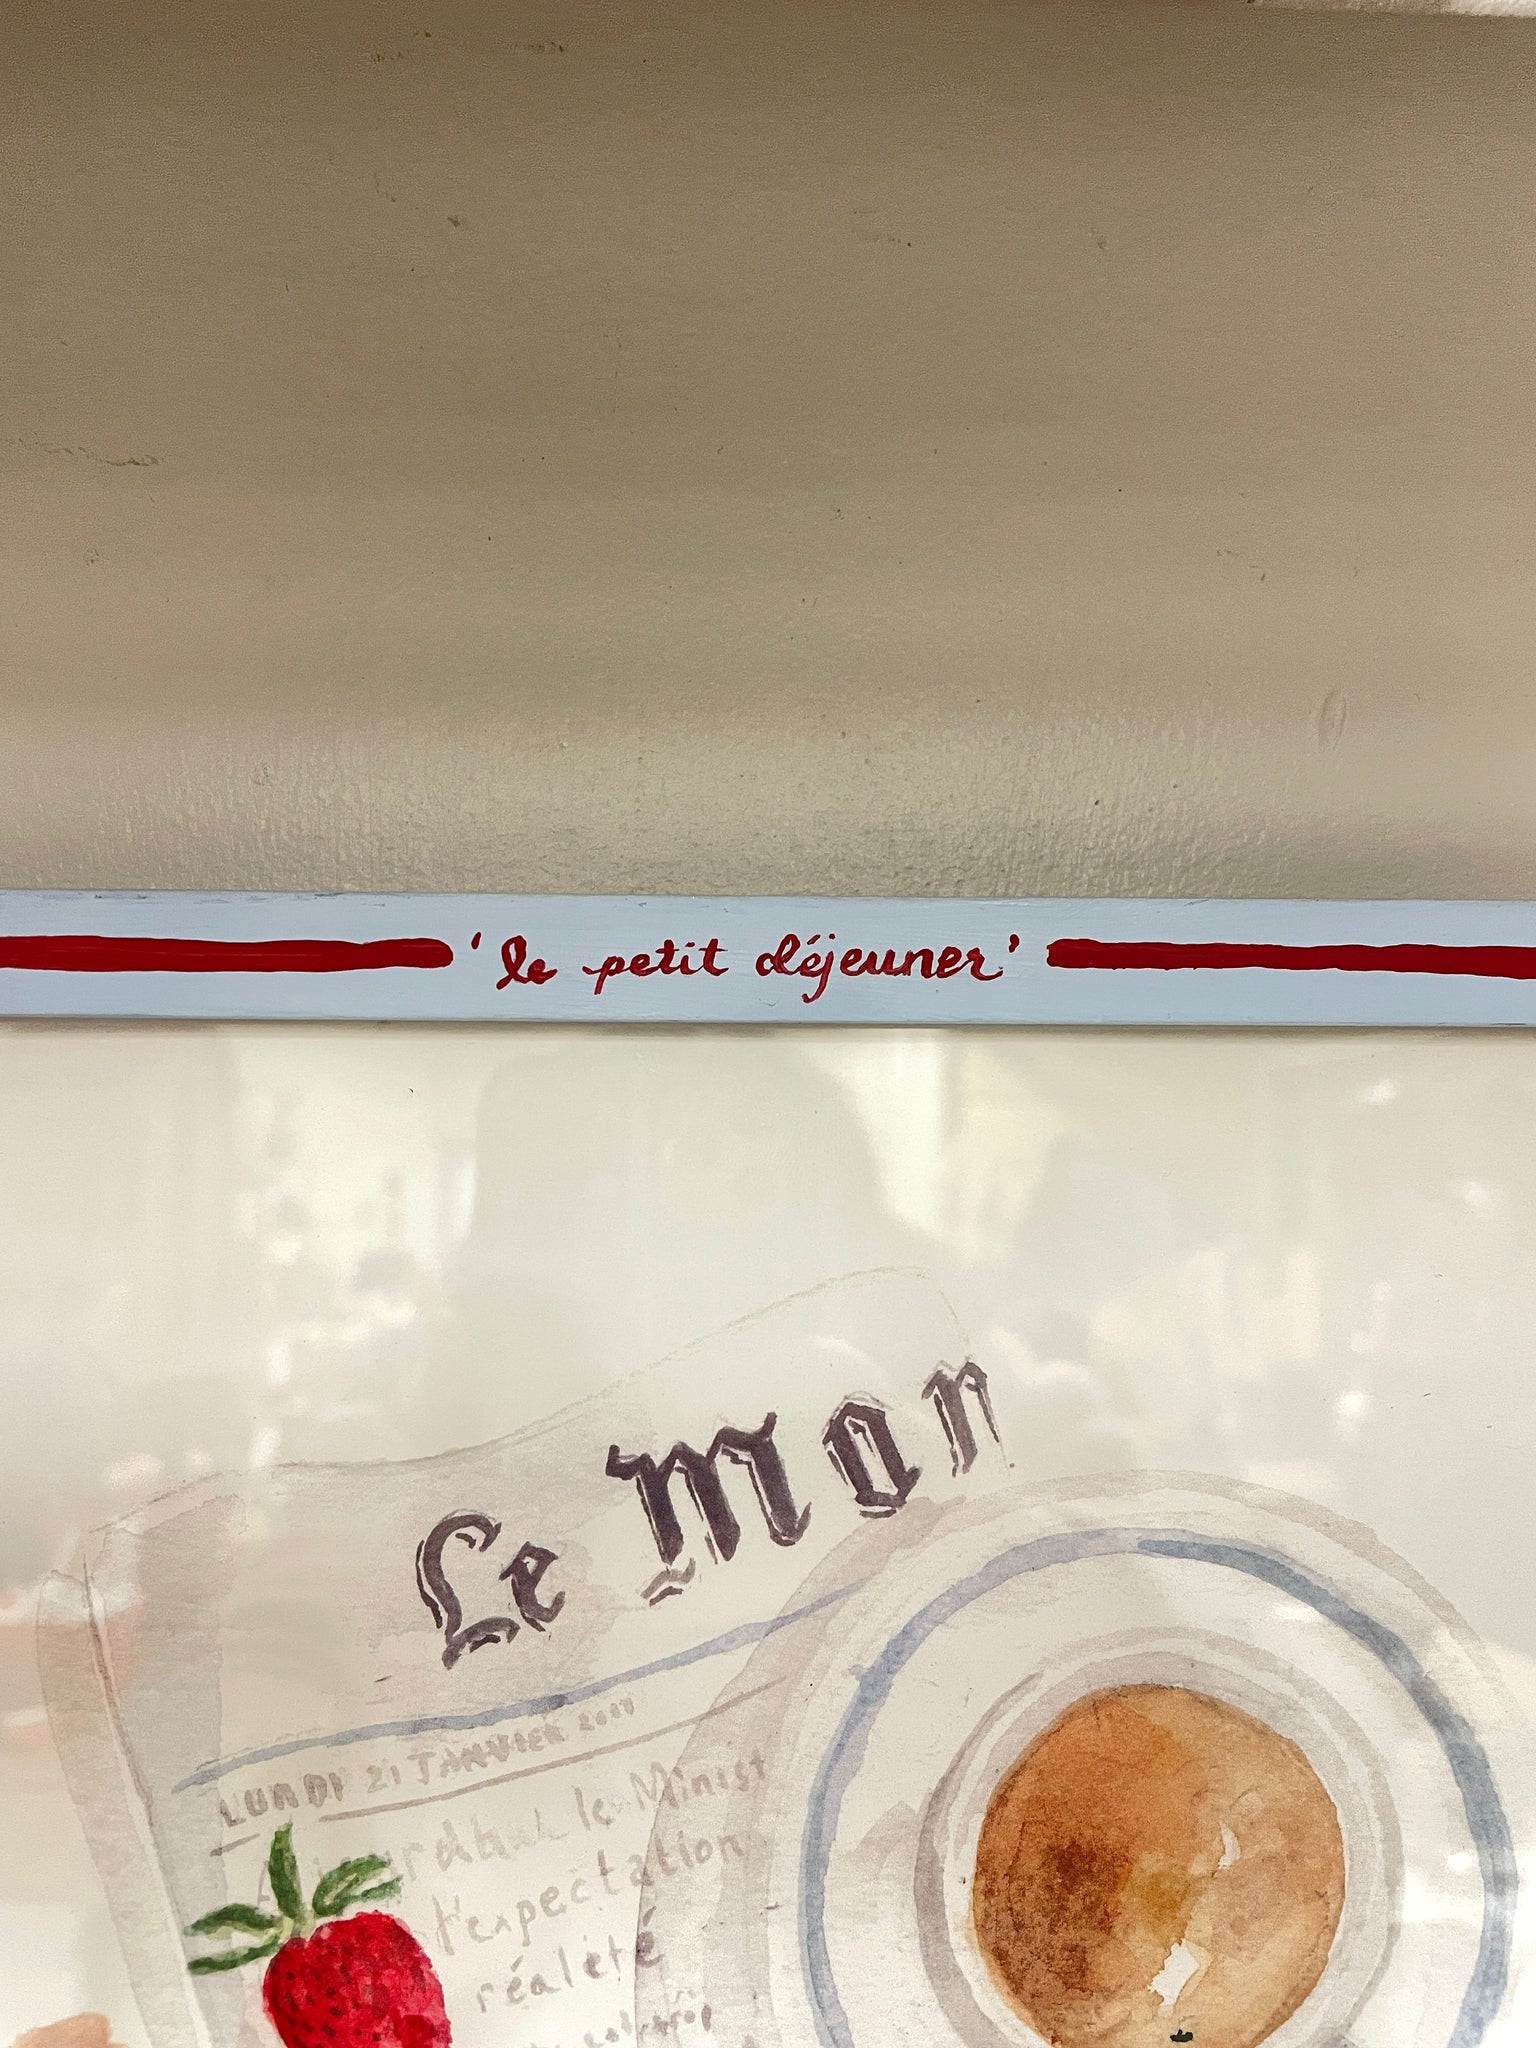 'le petit déjeuner'
Le Mon
LUNDI 21 JANVIER
le Minist
l'expectation
réalété